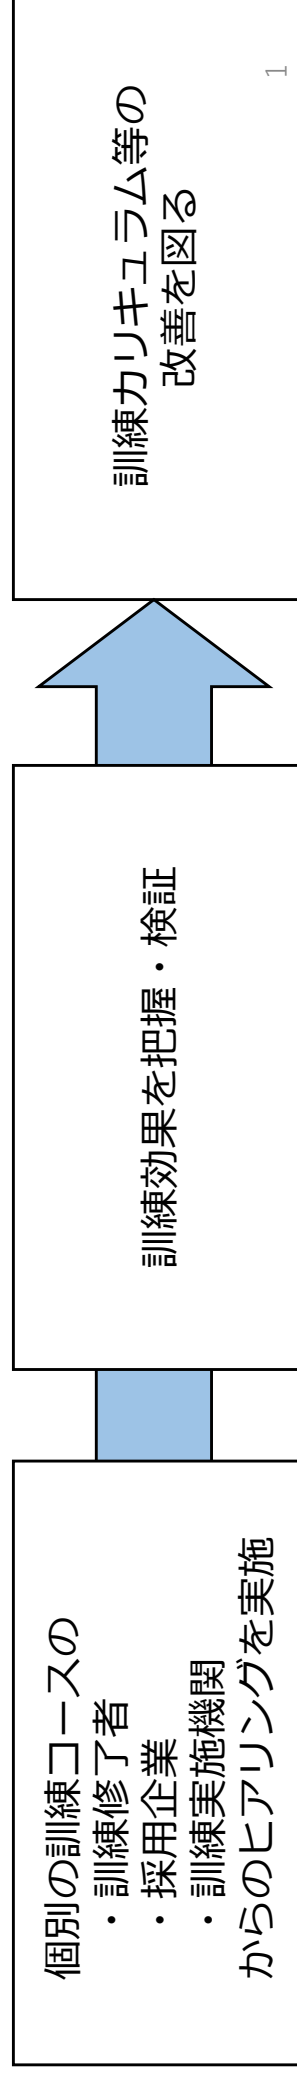 個別の訓練コースの
・訓練修了者
・採用企業
・訓練実施機関
からのヒアリングを実施
訓練効果を把握・検証
訓練カリキュラム等の
改善を図る
1